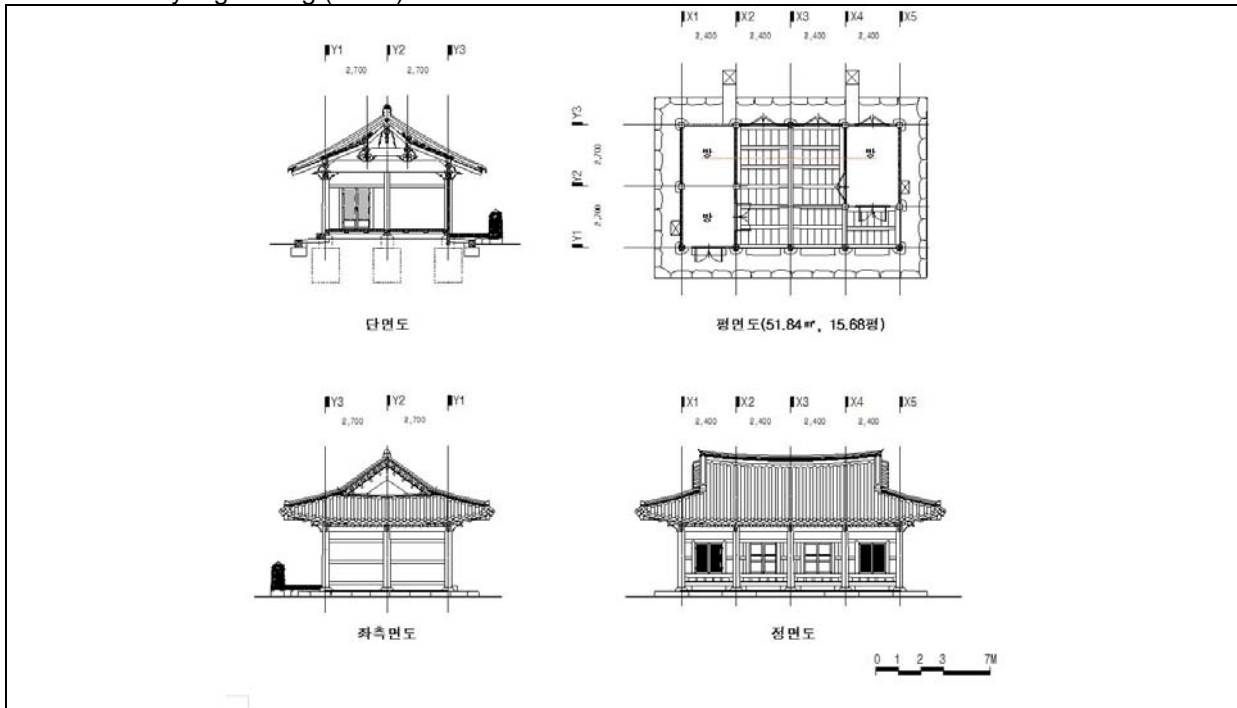 Y1 Y2 Y3
2,700 2,700
단면도
X1 X2 X3 X4 X5
2,400 2,400 2,400 2,400
Y3
2,700
Y2
2,700
Y1
방 방
방
평면도(51.84㎡, 15.68평)
Y3 Y2 Y1
2,700 2,700
좌측면도
X1 X2 X3 X4 X5
2,400 2,400 2,400 2,400
정면도
0 1 2 3 7M